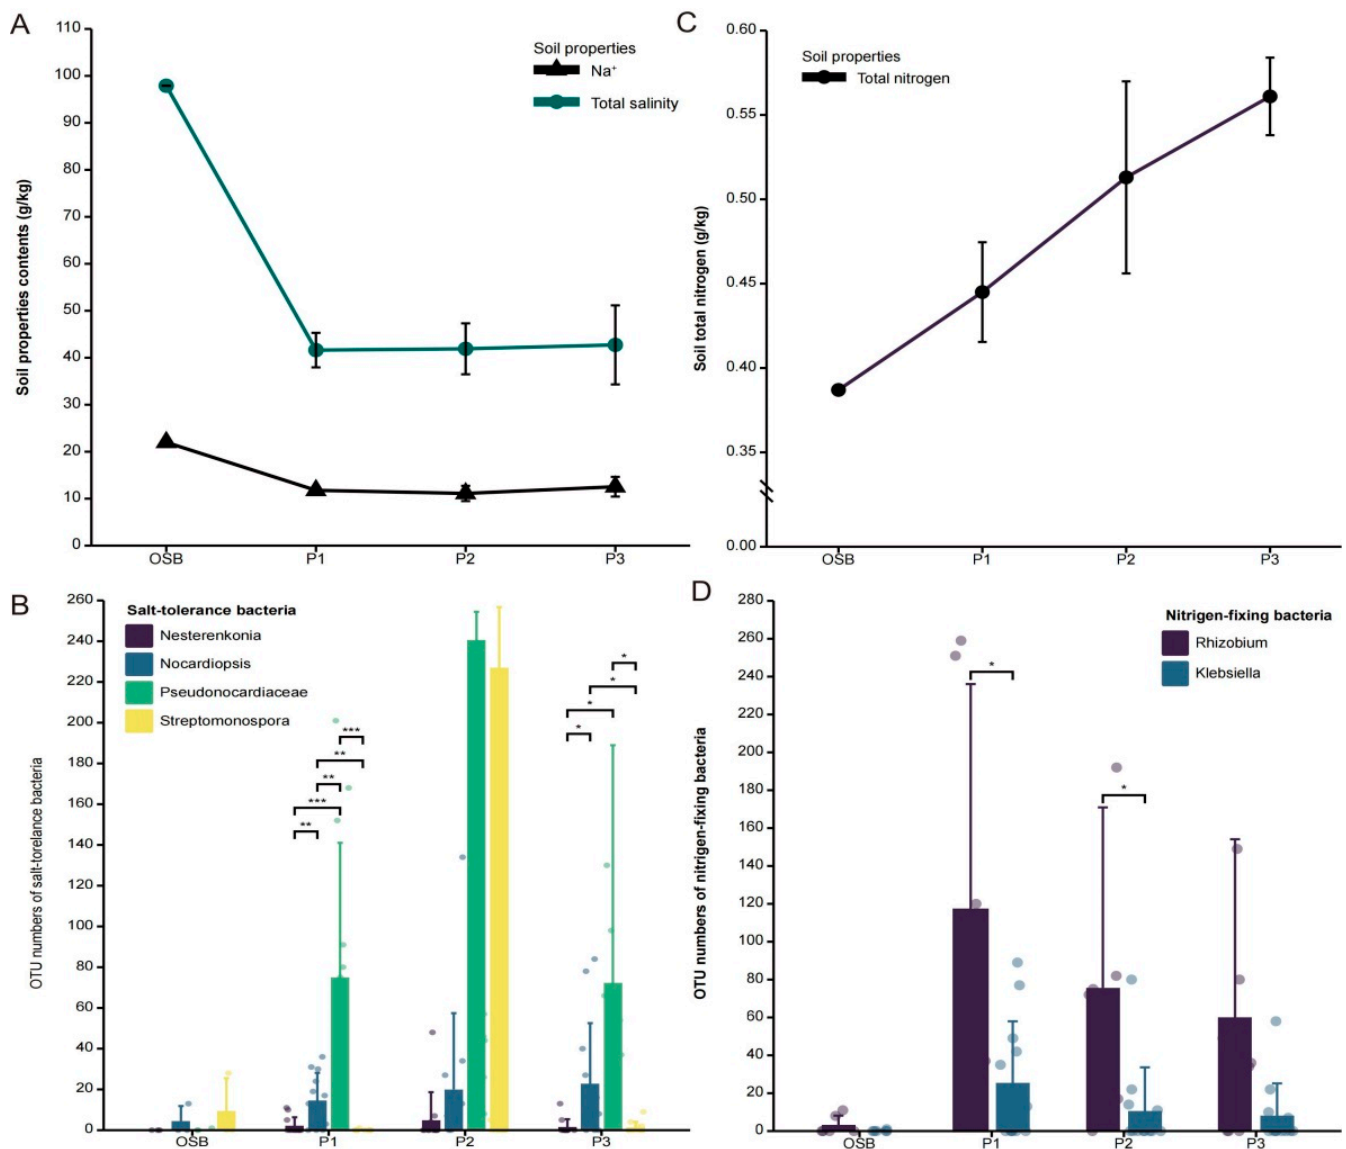 A
Soil properties contents (g/kg)
110
100
90
80
70
60
50
40
30
20
10
0
Soil properties
Na⁺
Total salinity
OSB
P1
P2
P3
C
Soil total nitrogen (g/kg)
0.60
0.55
0.50
0.45
0.40
0.35
0.00
Soil properties
Total nitrogen
OSB
P1
P2
P3
B
OTU numbers of salt-torelance bacteria
260
240
220
200
180
160
140
120
100
80
60
40
20
0
Salt-tolerance bacteria
Nesterenkonia
Nocardiopsis
Pseudonocardiaceae
Streptomonospora
***
**
**
***
**
*
*
*
*
OSB
P1
P2
P3
D
OTU numbers of nitrigen-fixing bacteria
280
260
240
220
200
180
160
140
120
100
80
60
40
20
0
Nitrigen-fixing bacteria
Rhizobium
Klebsiella
*
*
OSB
P1
P2
P3